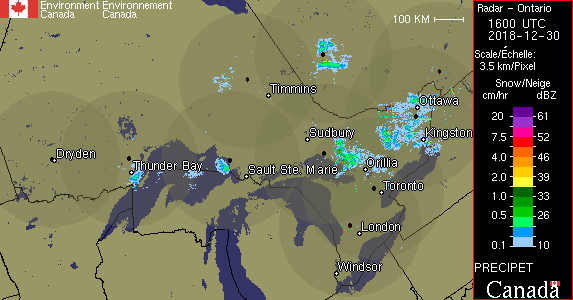 Environment Environnement
Canada Canada
100 KM
Timmins
Ottawa
Sudbury
Kingston
Dryden
Thunder Bay
Sault Ste. Marie
Orillia
Toronto
London
Windsor
Radar - Ontario
1600 UTC
2018-12-30
Scale/Échelle:
3.5 km/Pixel
Snow/Neige
cm/hr dBZ
20 61
7.5 52
4.0 46
2.0 39
1.0 33
0.5 26
0.1 10
PRECIPET
Canada